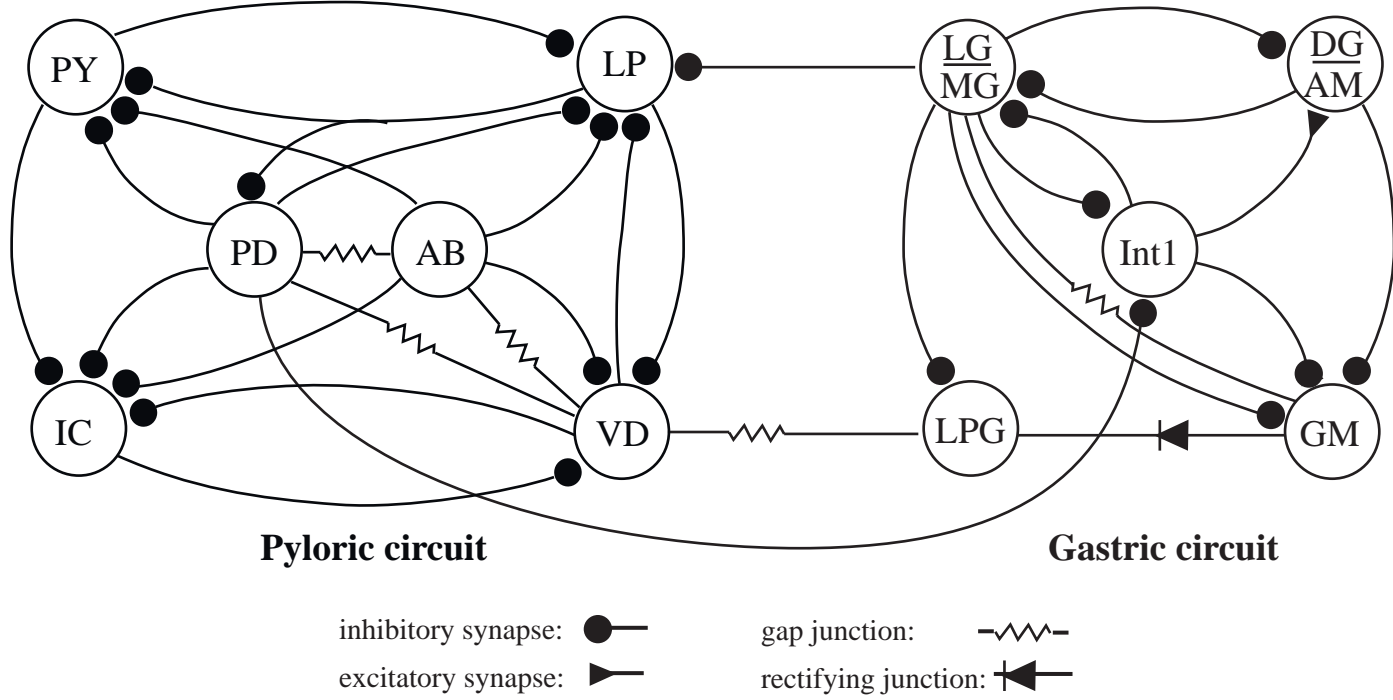 PY
LP
LG
MG
DG
AM
PD
AB
Int1
IC
VD
LPG
GM
Pyloric circuit
Gastric circuit
inhibitory synapse:
gap junction:
excitatory synapse:
rectifying junction: